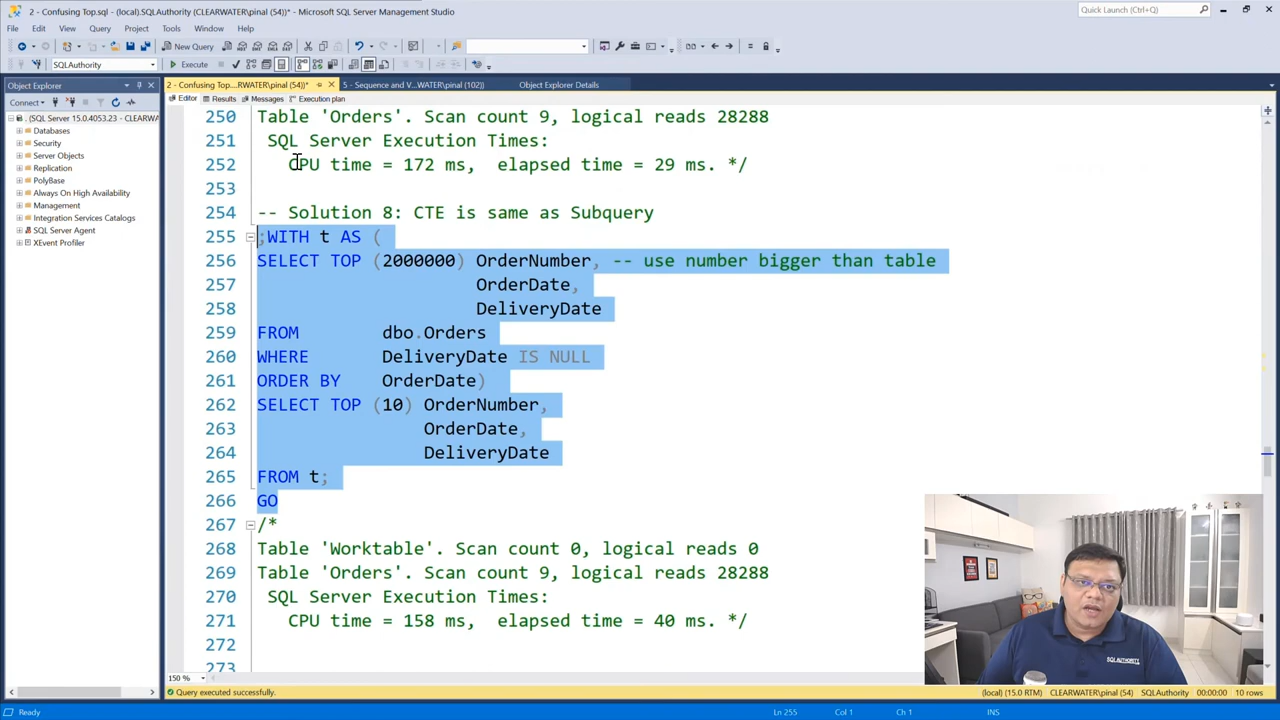 2 - Confusing Top.sql - (local).SQLAuthority (CLEARWATER\pinal (54))* - Microsoft SQL Server Management Studio
Quick Launch (Ctrl+Q)
File Edit View Query Project Tools Window Help
New Query
SQLAuthority Execute
Object Explorer
2 - Confusing Top....RWATER\pinal (54))*
5 - Sequence and V...WATER\pinal (102))
Object Explorer Details
Connect
Editor Results Messages Execution plan
. (SQL Server 15.0.4053.23 - CLEARWA
Databases
Security
Server Objects
Replication
PolyBase
Always On High Availability
Management
Integration Services Catalogs
SQL Server Agent
XEvent Profiler
250 Table 'Orders'. Scan count 9, logical reads 28288
251 SQL Server Execution Times:
252 CPU time = 172 ms, elapsed time = 29 ms. */
253
254 -- Solution 8: CTE is same as Subquery
255 ;WITH t AS (
256 SELECT TOP (2000000) OrderNumber, -- use number bigger than table
257 OrderDate,
258 DeliveryDate
259 FROM dbo.Orders
260 WHERE DeliveryDate IS NULL
261 ORDER BY OrderDate)
262 SELECT TOP (10) OrderNumber,
263 OrderDate,
264 DeliveryDate
265 FROM t;
266 GO
267 /*
268 Table 'Worktable'. Scan count 0, logical reads 0
269 Table 'Orders'. Scan count 9, logical reads 28288
270 SQL Server Execution Times:
271 CPU time = 158 ms, elapsed time = 40 ms. */
272
273
SQLAUTHORITY
150 %
Query executed successfully.
(local) (15.0 RTM) CLEARWATER\pinal (54) SQLAuthority 00:00:00 10 rows
Ready Ln 255 Col 1 Ch 1 INS